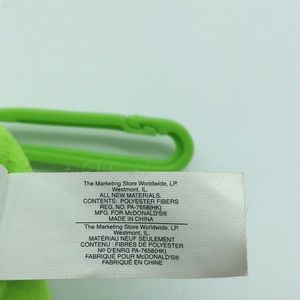 The Marketing Store Worldwide, LP.
Westmont, IL.
ALL NEW MATERIALS.
CONTENTS: POLYESTER FIBERS
REG. NO. PA-7658(HK)
MFG. FOR McDONALD'S®
MADE IN CHINA
The Marketing Store Worldwide, LP.
Westmont, IL.
MATÉRIAU NEUF SEULEMENT
CONTENU : FIBRES DE POLYESTER
Nº D'ENRG PA-7658(HK)
FABRIQUÉ POUR McDONALD'S®
FABRIQUÉ EN CHINE